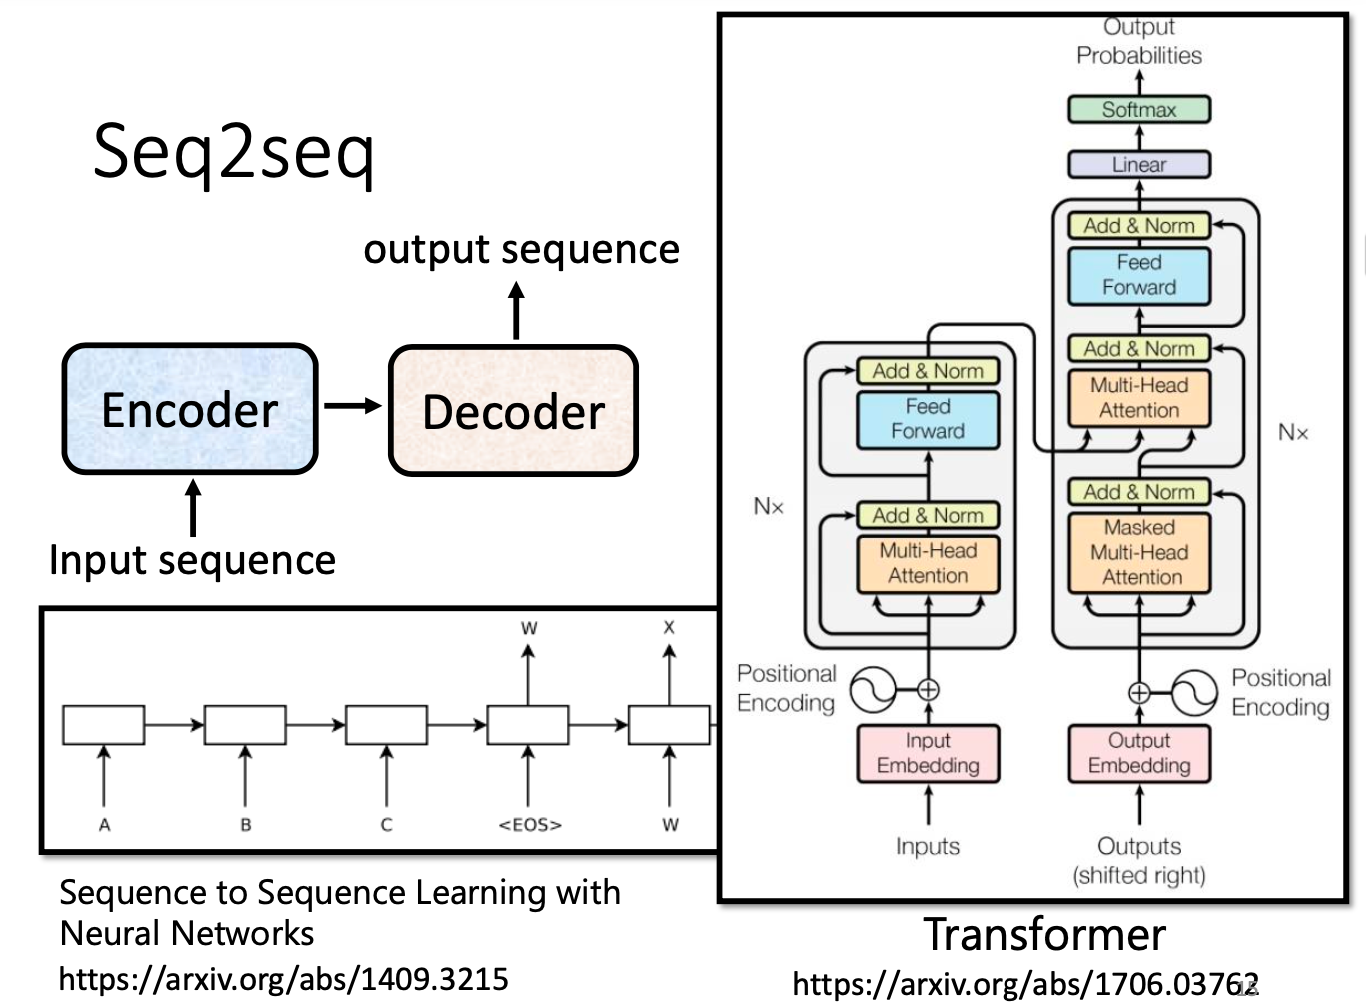 Seq2seq
output sequence
Encoder
Decoder
Input sequence
W
X
A
B
C
<EOS>
W
Sequence to Sequence Learning with
Neural Networks
https://arxiv.org/abs/1409.3215
Output
Probabilities
Softmax
Linear
Add & Norm
Feed
Forward
Add & Norm
Multi-Head
Attention
Nx
Add & Norm
Masked
Multi-Head
Attention
Add & Norm
Feed
Forward
Nx
Add & Norm
Multi-Head
Attention
Positional
Encoding
Positional
Encoding
Input
Embedding
Output
Embedding
Inputs
Outputs
(shifted right)
Transformer
https://arxiv.org/abs/1706.03762
15